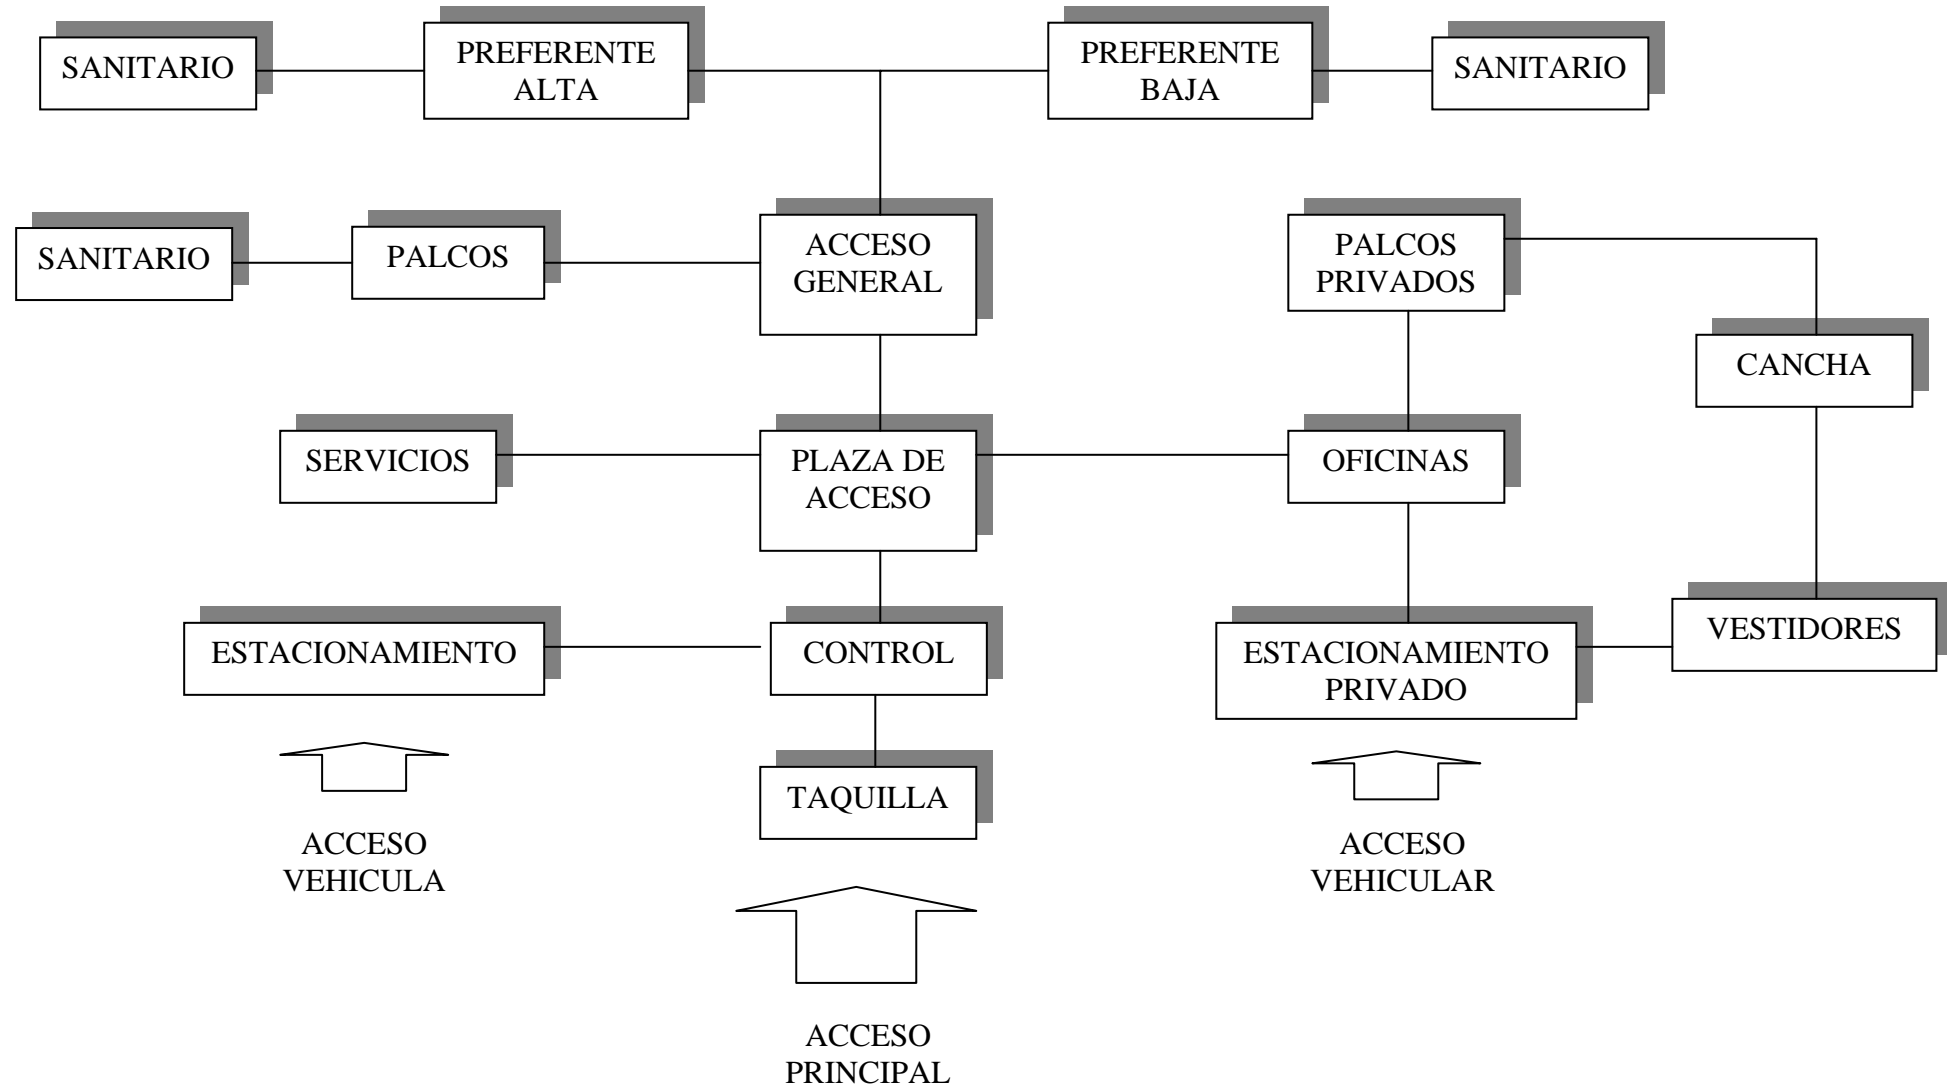 SANITARIO
PREFERENTE
ALTA
PREFERENTE
BAJA
SANITARIO
SANITARIO
PALCOS
ACCESO
GENERAL
PALCOS
PRIVADOS
CANCHA
SERVICIOS
PLAZA DE
ACCESO
OFICINAS
ESTACIONAMIENTO
CONTROL
ESTACIONAMIENTO
PRIVADO
VESTIDORES
TAQUILLA
ACCESO
VEHICULA
ACCESO
VEHICULAR
ACCESO
PRINCIPAL